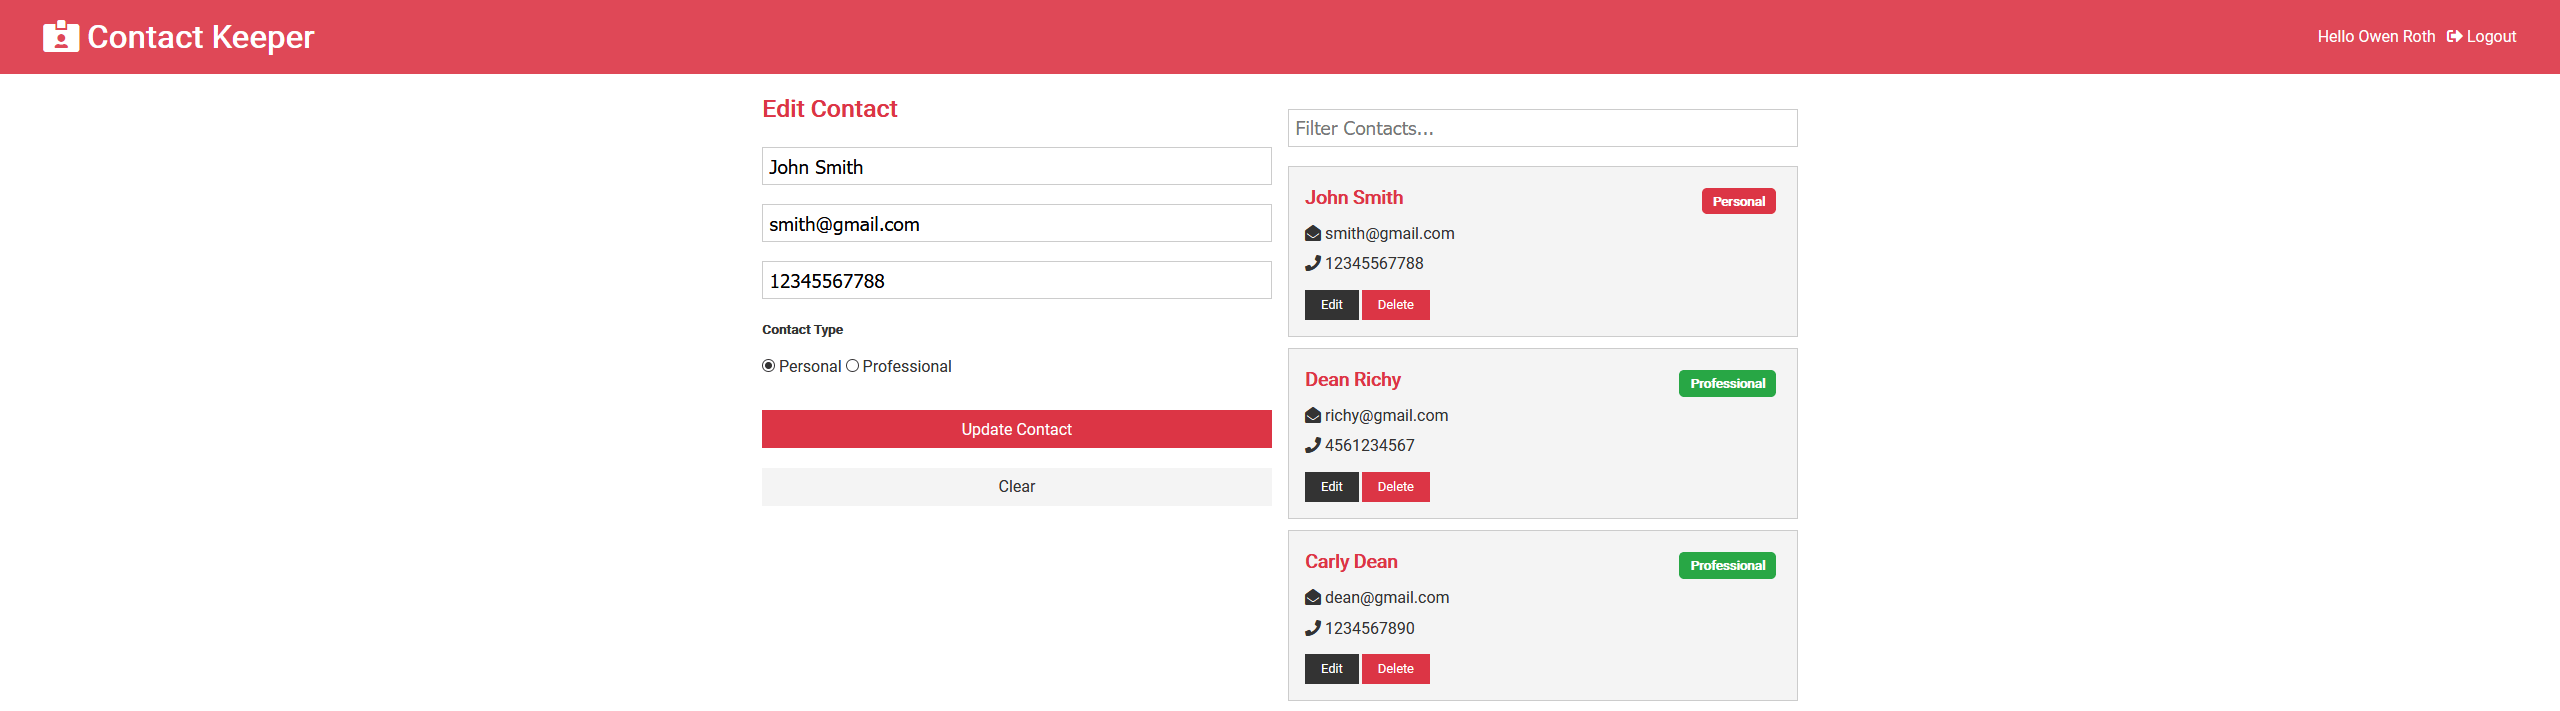 Contact Keeper
Hello Owen Roth Logout
Edit Contact
John Smith
smith@gmail.com
12345567788
Contact Type
Personal Professional
Update Contact
Clear
Filter Contacts...
John Smith Personal
smith@gmail.com
12345567788
Edit Delete
Dean Richy Professional
richy@gmail.com
4561234567
Edit Delete
Carly Dean Professional
dean@gmail.com
1234567890
Edit Delete